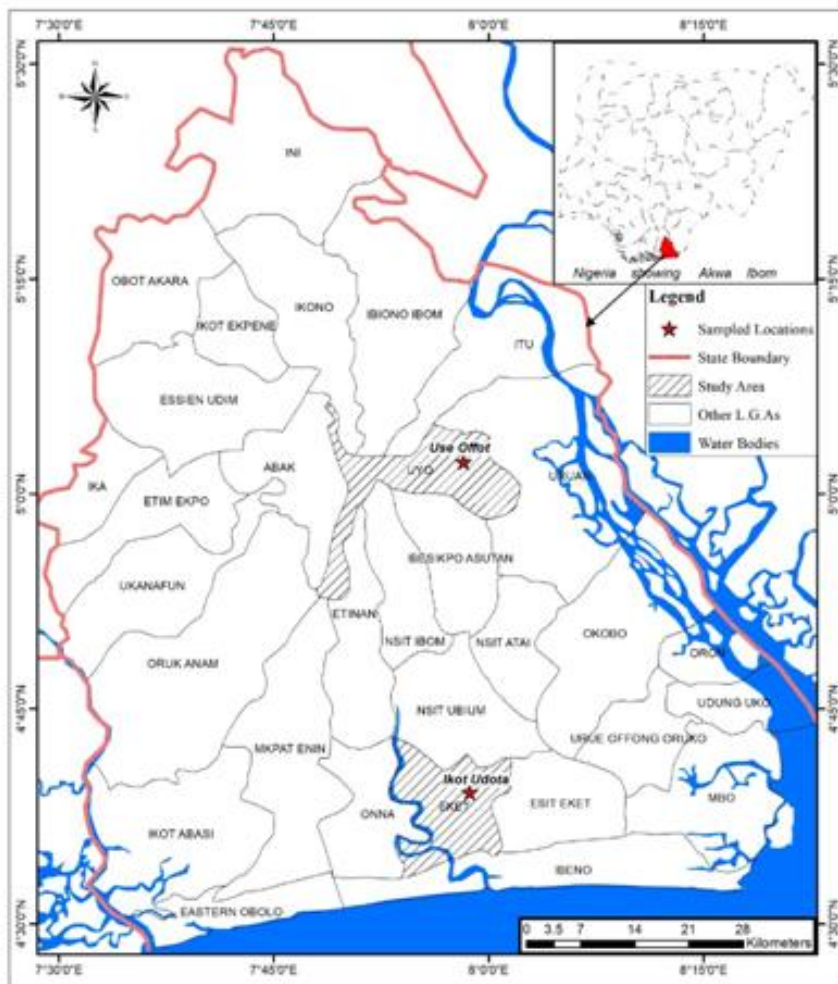 7°30'0"E
7°45'0"E
8°0'0"E
8°15'0"E
5°30'0"N
5°30'0"N
INI
Nigeria showing Akwa Ibom
5°15'0"N
5°15'0"N
OBOT AKARA
IKOT EKPENE
IKONO
IBIONO IBOM
ITU
Legend
Sampled Locations
State Boundary
Study Area
Other L.G.As
Water Bodies
ESSIEN UDIM
Use Offot
UYO
ABAK
URUAN
IKA
ETIM EKPO
5°0'0"N
5°0'0"N
IBESIKPO ASUTAN
UKANAFUN
ETINAN
NSIT IBOM
NSIT ATAI
OKOBO
ORON
ORUK ANAM
UDUNG UKO
4°45'0"N
4°45'0"N
NSIT UBIUM
MKPAT ENIN
URUE OFFONG ORUKO
Ikot Udota
EKET
ESIT EKET
MBO
ONNA
IKOT ABASI
IBENO
EASTERN OBOLO
4°30'0"N
4°30'0"N
0 3.5 7 14 21 28
Kilometers
7°30'0"E
7°45'0"E
8°0'0"E
8°15'0"E